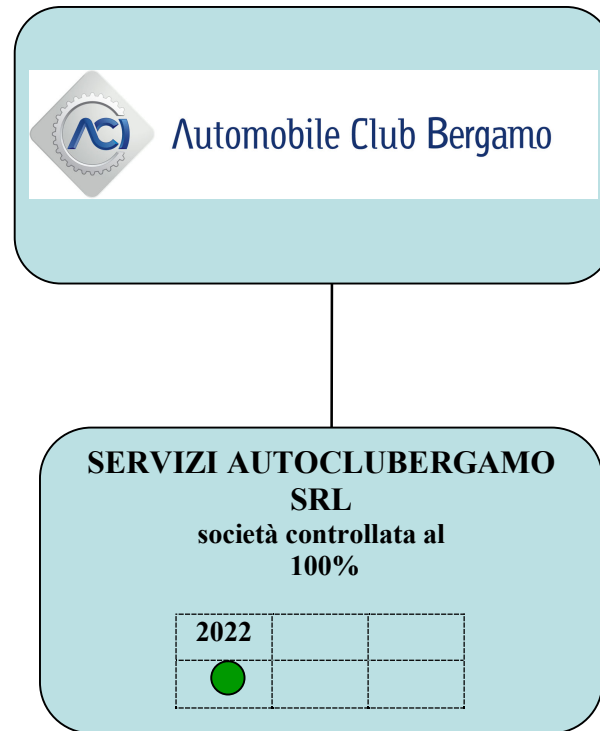 ACI Automobile Club Bergamo
SERVIZI AUTOCLUBERGAMO
SRL
società controllata al
100%
2022